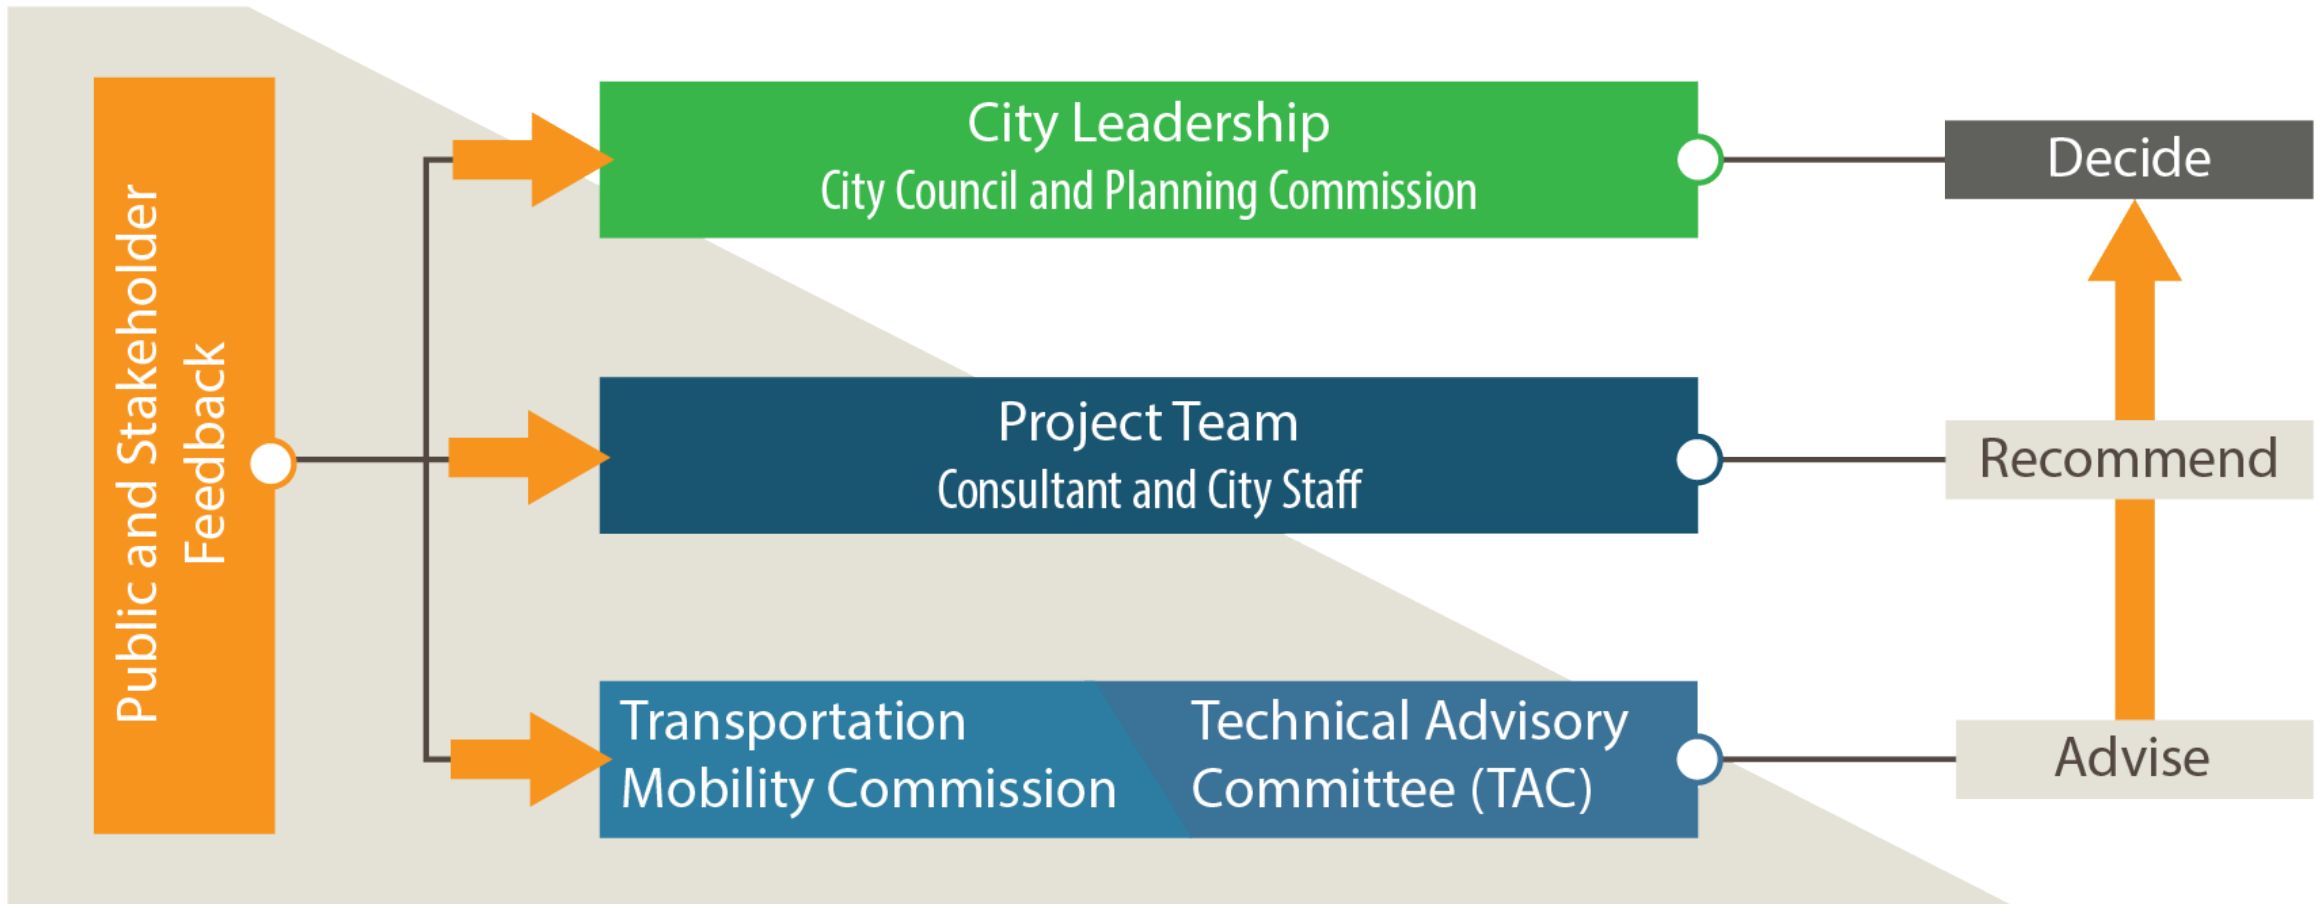 Public and Stakeholder
Feedback
City Leadership
City Council and Planning Commission
Decide
Project Team
Consultant and City Staff
Recommend
Transportation
Mobility Commission
Technical Advisory
Committee (TAC)
Advise